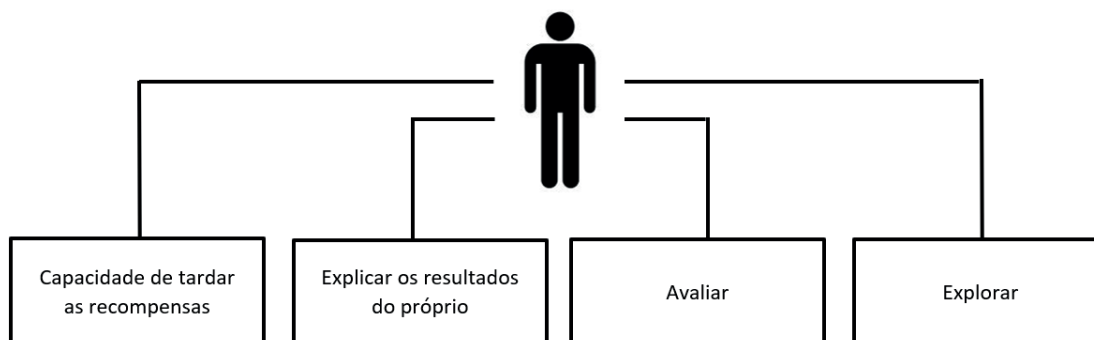 Capacidade de tardar
as recompensas
Explicar os resultados
do próprio
Avaliar
Explorar